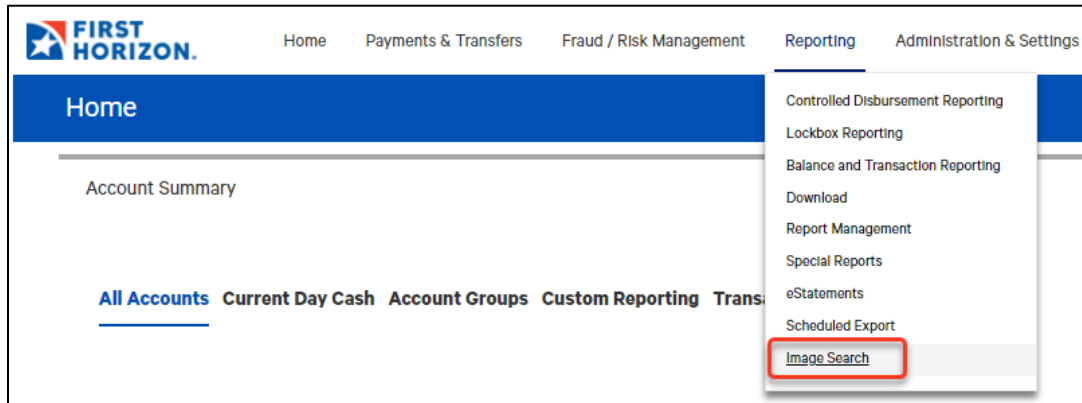 FIRST
HORIZON.
Home Payments & Transfers Fraud / Risk Management Reporting Administration & Settings
Home
Account Summary
All Accounts Current Day Cash Account Groups Custom Reporting
Controlled Disbursement Reporting
Lockbox Reporting
Balance and Transaction Reporting
Download
Report Management
Special Reports
eStatements
Scheduled Export
Image Search